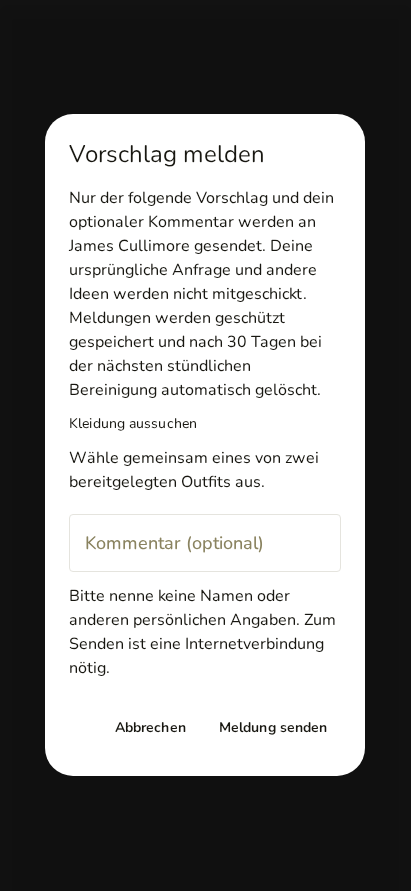 Vorschlag melden
Nur der folgende Vorschlag und dein
optionaler Kommentar werden an
James Cullimore gesendet. Deine
ursprüngliche Anfrage und andere
Ideen werden nicht mitgeschickt.
Meldungen werden geschützt
gespeichert und nach 30 Tagen bei
der nächsten stündlichen
Bereinigung automatisch gelöscht.
Kleidung aussuchen
Wähle gemeinsam eines von zwei
bereitgelegten Outfits aus.
Kommentar (optional)
Bitte nenne keine Namen oder
anderen persönlichen Angaben. Zum
Senden ist eine Internetverbindung
nötig.
Abbrechen Meldung senden